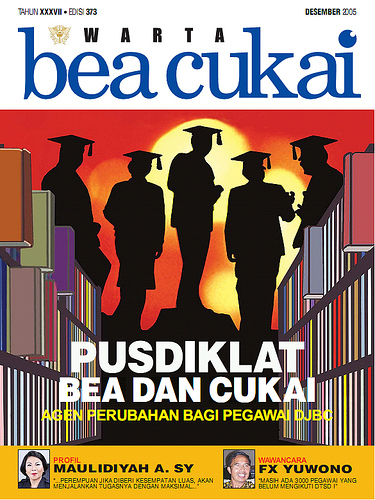 TAHUN XXXVII • EDISI 373
DESEMBER 2005
WARTA
bea cukai
PUSDIKLAT
BEA DAN CUKAI
AGEN PERUBAHAN BAGI PEGAWAI DJBC
PROFIL
MAULIDIYAH A. SY
"...PEREMPUAN JIKA DIBERI KESEMPATAN LUAS, AKAN
MENJALANKAN TUGASNYA DENGAN MAKSIMAL..."
WAWANCARA
FX YUWONO
"MASIH ADA 3000 PEGAWAI YANG
BELUM MENGIKUTI DTSD I"